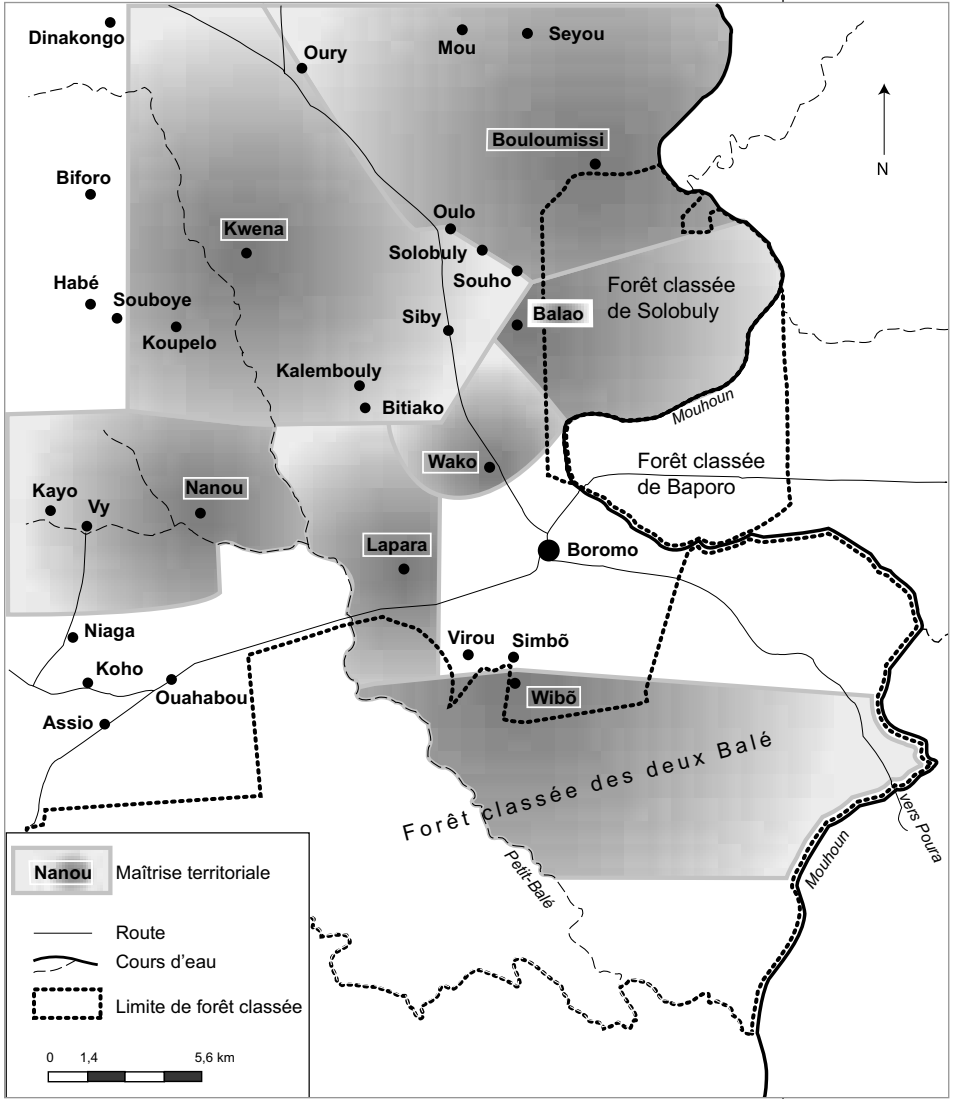 Dinakongo
Oury
Mou
Seyou
Bouloumissi
N
Biforo
Kwena
Oulo
Solobuly
Souho
Forêt classée
de Solobuly
Habé
Souboye
Koupelo
Siby
Balao
Kalembouly
Bitiako
Mouhoun
Wako
Forêt classée
de Baporo
Kayo
Vy
Nanou
Lapara
Boromo
Niaga
Koho
Ouahabou
Assio
Virou
Simbõ
Wibõ
Forêt classée des deux Balé
vers Poura
Mouhoun
Petit-Balé
Nanou
Maîtrise territoriale
Route
Cours d'eau
Limite de forêt classée
0 1,4 5,6 km